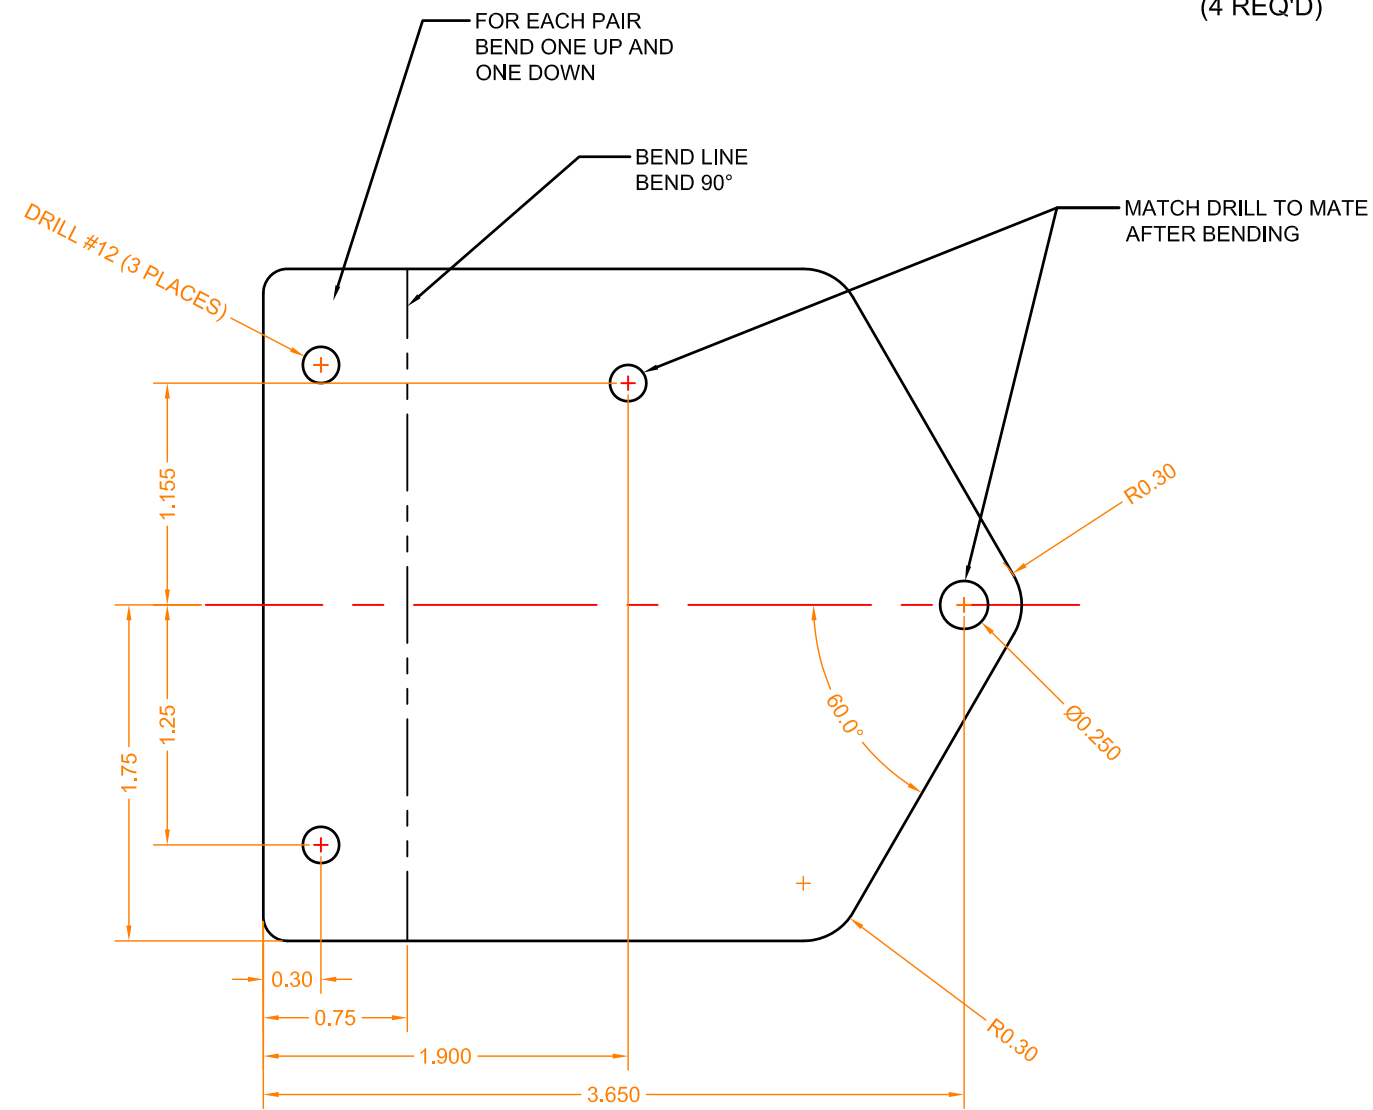 (4 REQ'D)
FOR EACH PAIR
BEND ONE UP AND
ONE DOWN
BEND LINE
BEND 90°
MATCH DRILL TO MATE
AFTER BENDING
DRILL #12 (3 PLACES)
1.155
R0.30
1.25
1.75
60.0°
Ø0.250
0.30
0.75
R0.30
1.900
3.650